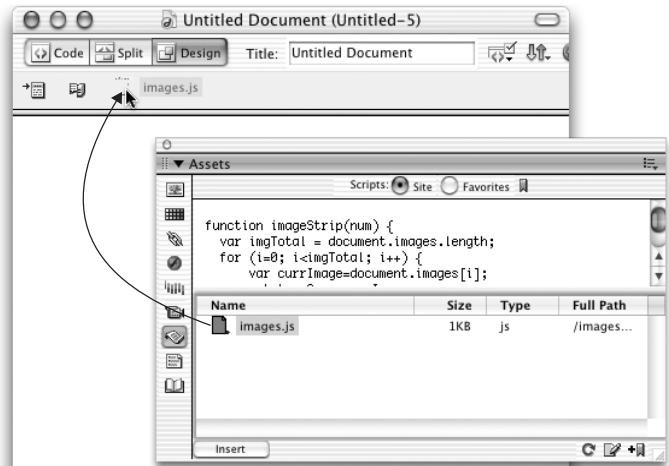 Untitled Document (Untitled-5)
Code Split Design Title: Untitled Document
images.js
Assets
Scripts: Site Favorites
function imageStrip(num) {
var imgTotal = document.images.length;
for (i=0; i<imgTotal; i++) {
var currImage=document.images[i];
Name Size Type Full Path
images.js 1KB js /images...
Insert